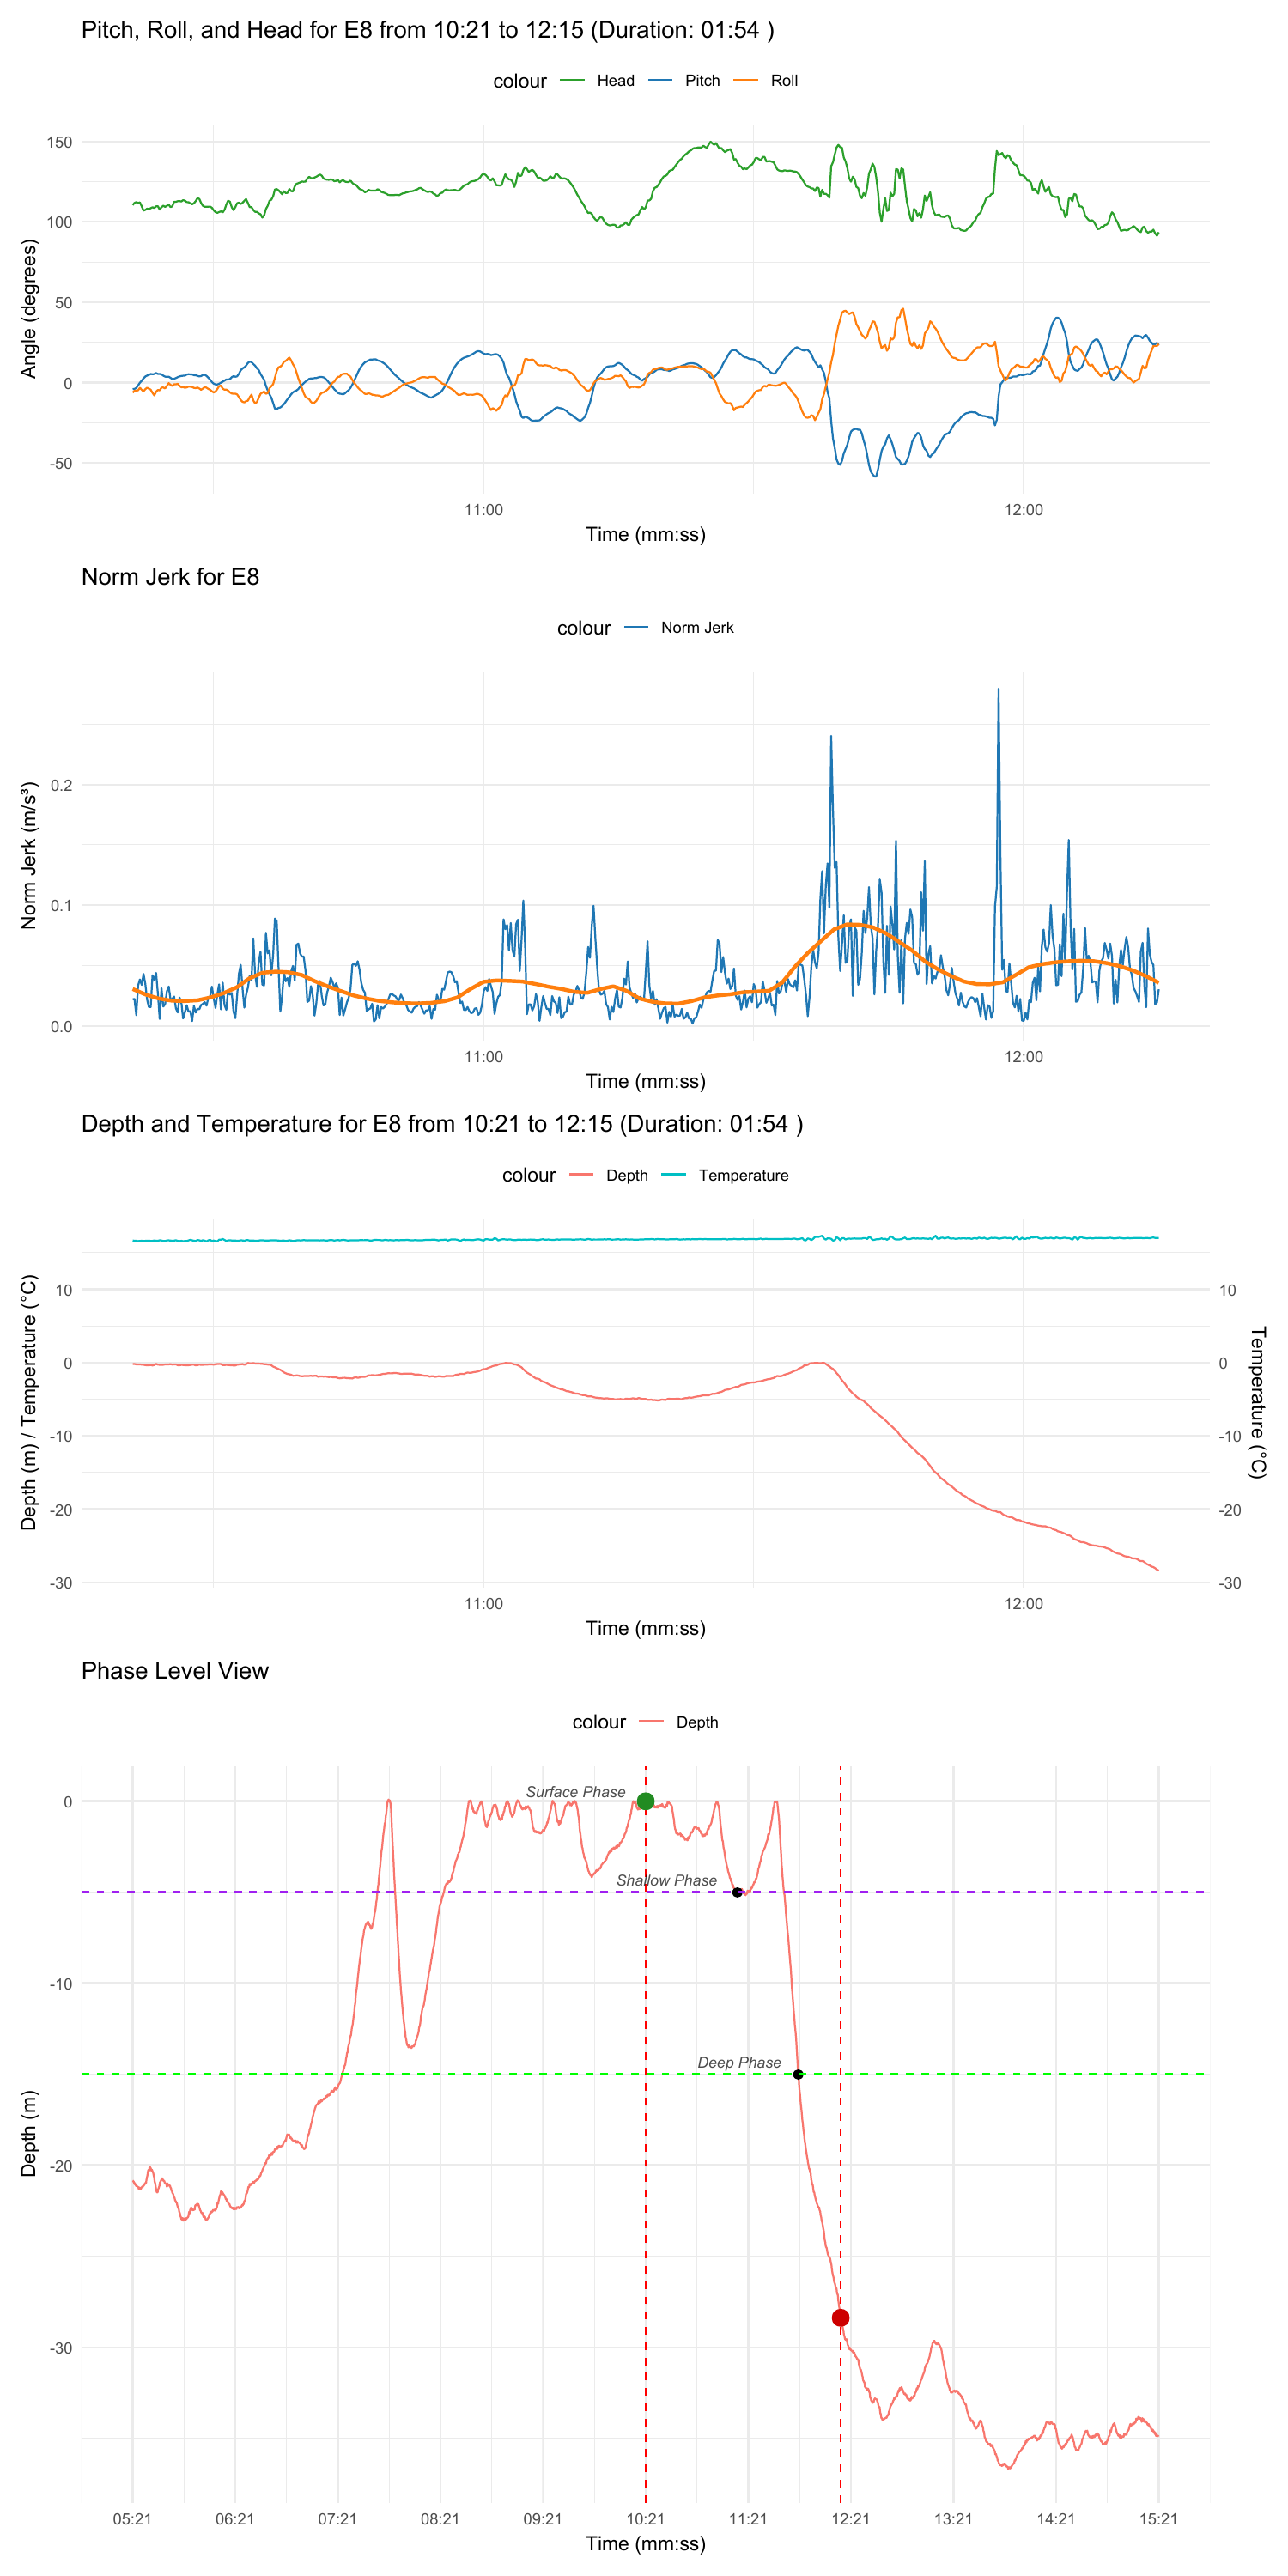 Pitch, Roll, and Head for E8 from 10:21 to 12:15 (Duration: 01:54 )
colour Head Pitch Roll
150
100
50
0
-50
Angle (degrees)
11:00 12:00
Time (mm:ss)
Norm Jerk for E8
colour Norm Jerk
0.2
0.1
0.0
Norm Jerk (m/s³)
11:00 12:00
Time (mm:ss)
Depth and Temperature for E8 from 10:21 to 12:15 (Duration: 01:54 )
colour Depth Temperature
10 10
0 0
-10 -10
-20 -20
-30 -30
Depth (m) / Temperature (°C)
Temperature (°C)
11:00 12:00
Time (mm:ss)
Phase Level View
colour Depth
Surface Phase
0
Shallow Phase
-10
Deep Phase
-20
-30
Depth (m)
05:21 06:21 07:21 08:21 09:21 10:21 11:21 12:21 13:21 14:21 15:21
Time (mm:ss)